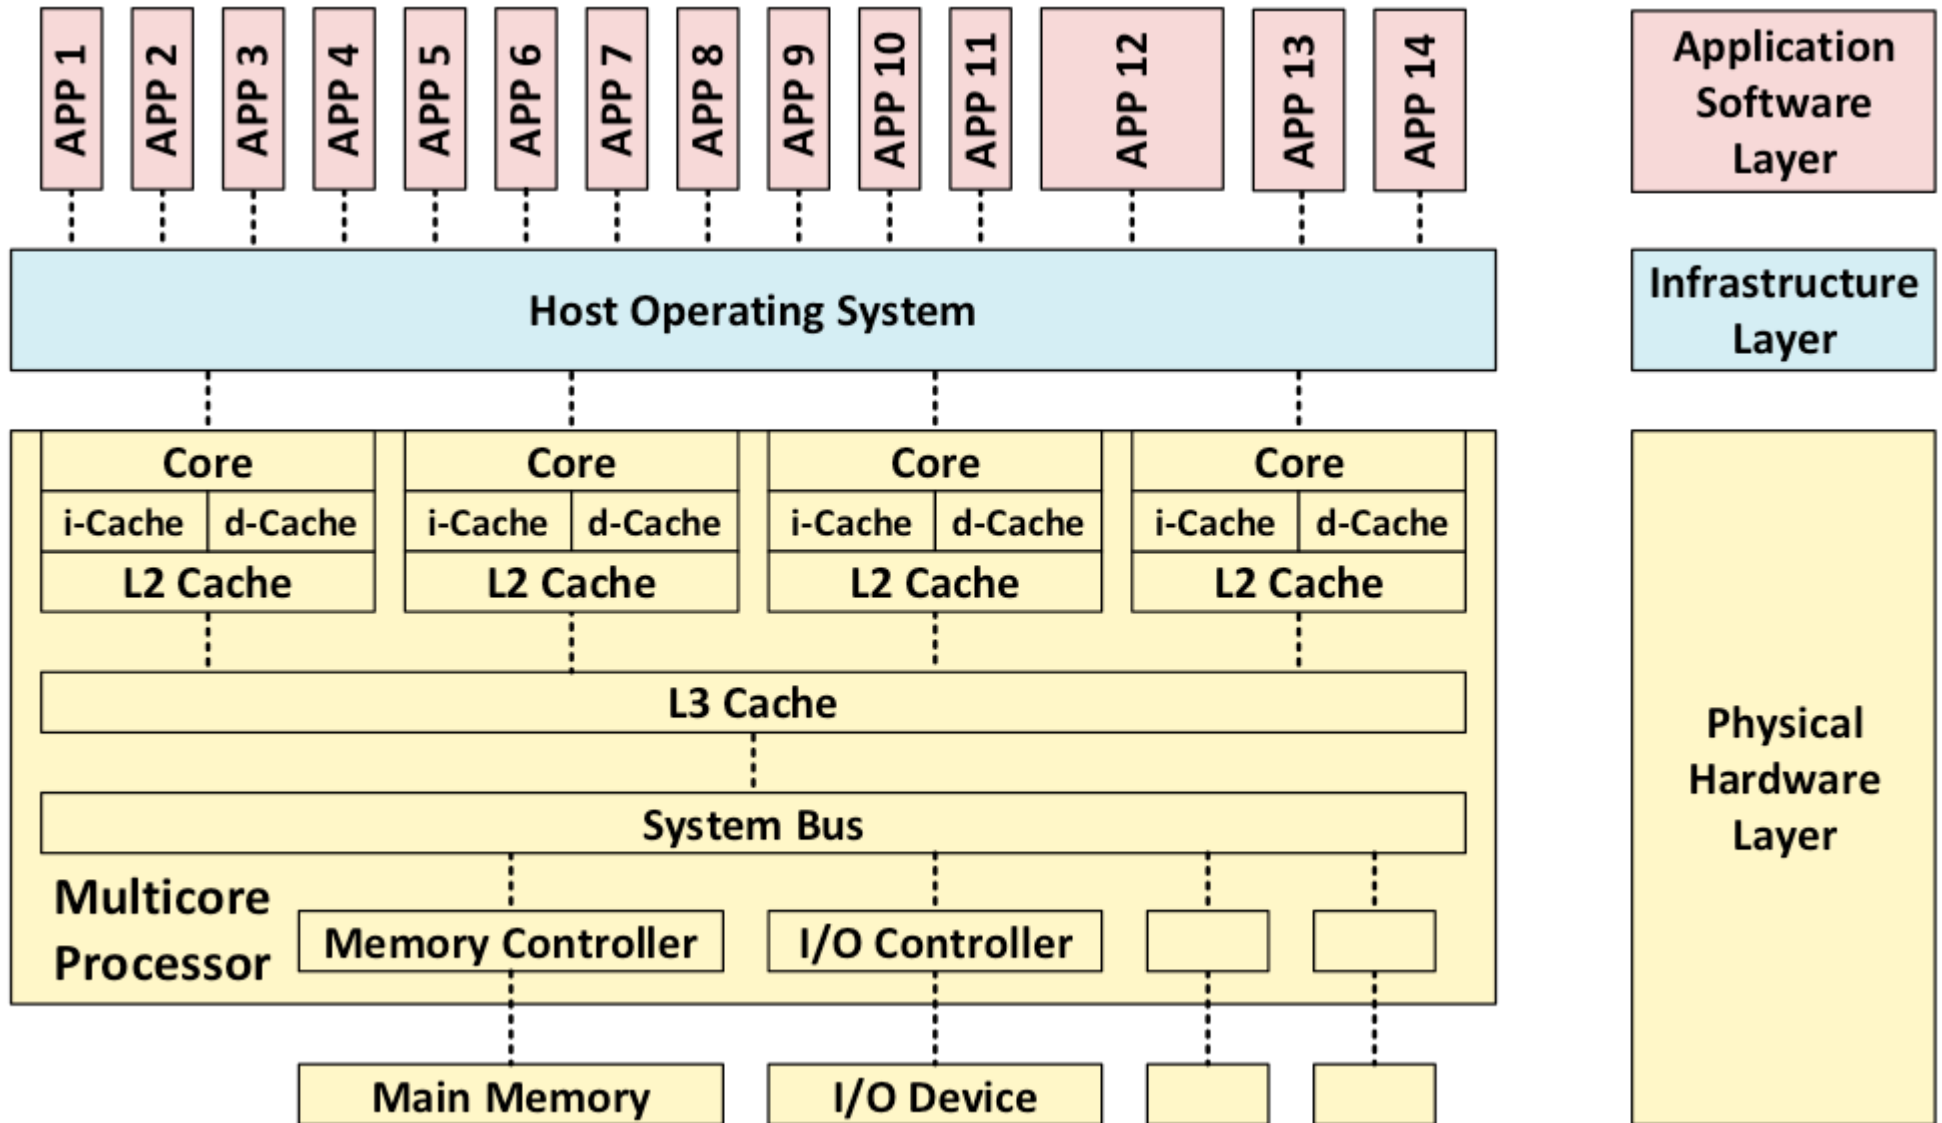 APP 1
APP 2
APP 3
APP 4
APP 5
APP 6
APP 7
APP 8
APP 9
APP 10
APP 11
APP 12
APP 13
APP 14
Application
Software
Layer
Host Operating System
Infrastructure
Layer
Core
Core
Core
Core
i-Cache
d-Cache
i-Cache
d-Cache
i-Cache
d-Cache
i-Cache
d-Cache
L2 Cache
L2 Cache
L2 Cache
L2 Cache
L3 Cache
System Bus
Multicore
Processor
Memory Controller
I/O Controller
Main Memory
I/O Device
Physical
Hardware
Layer